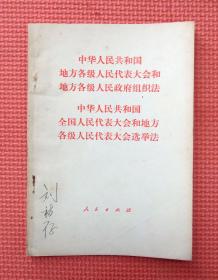 中华人民共和国
地方各级人民代表大会和
地方各级人民政府组织法
中华人民共和国
全国人民代表大会和地方
各级人民代表大会选举法
刘
存
人民出版社